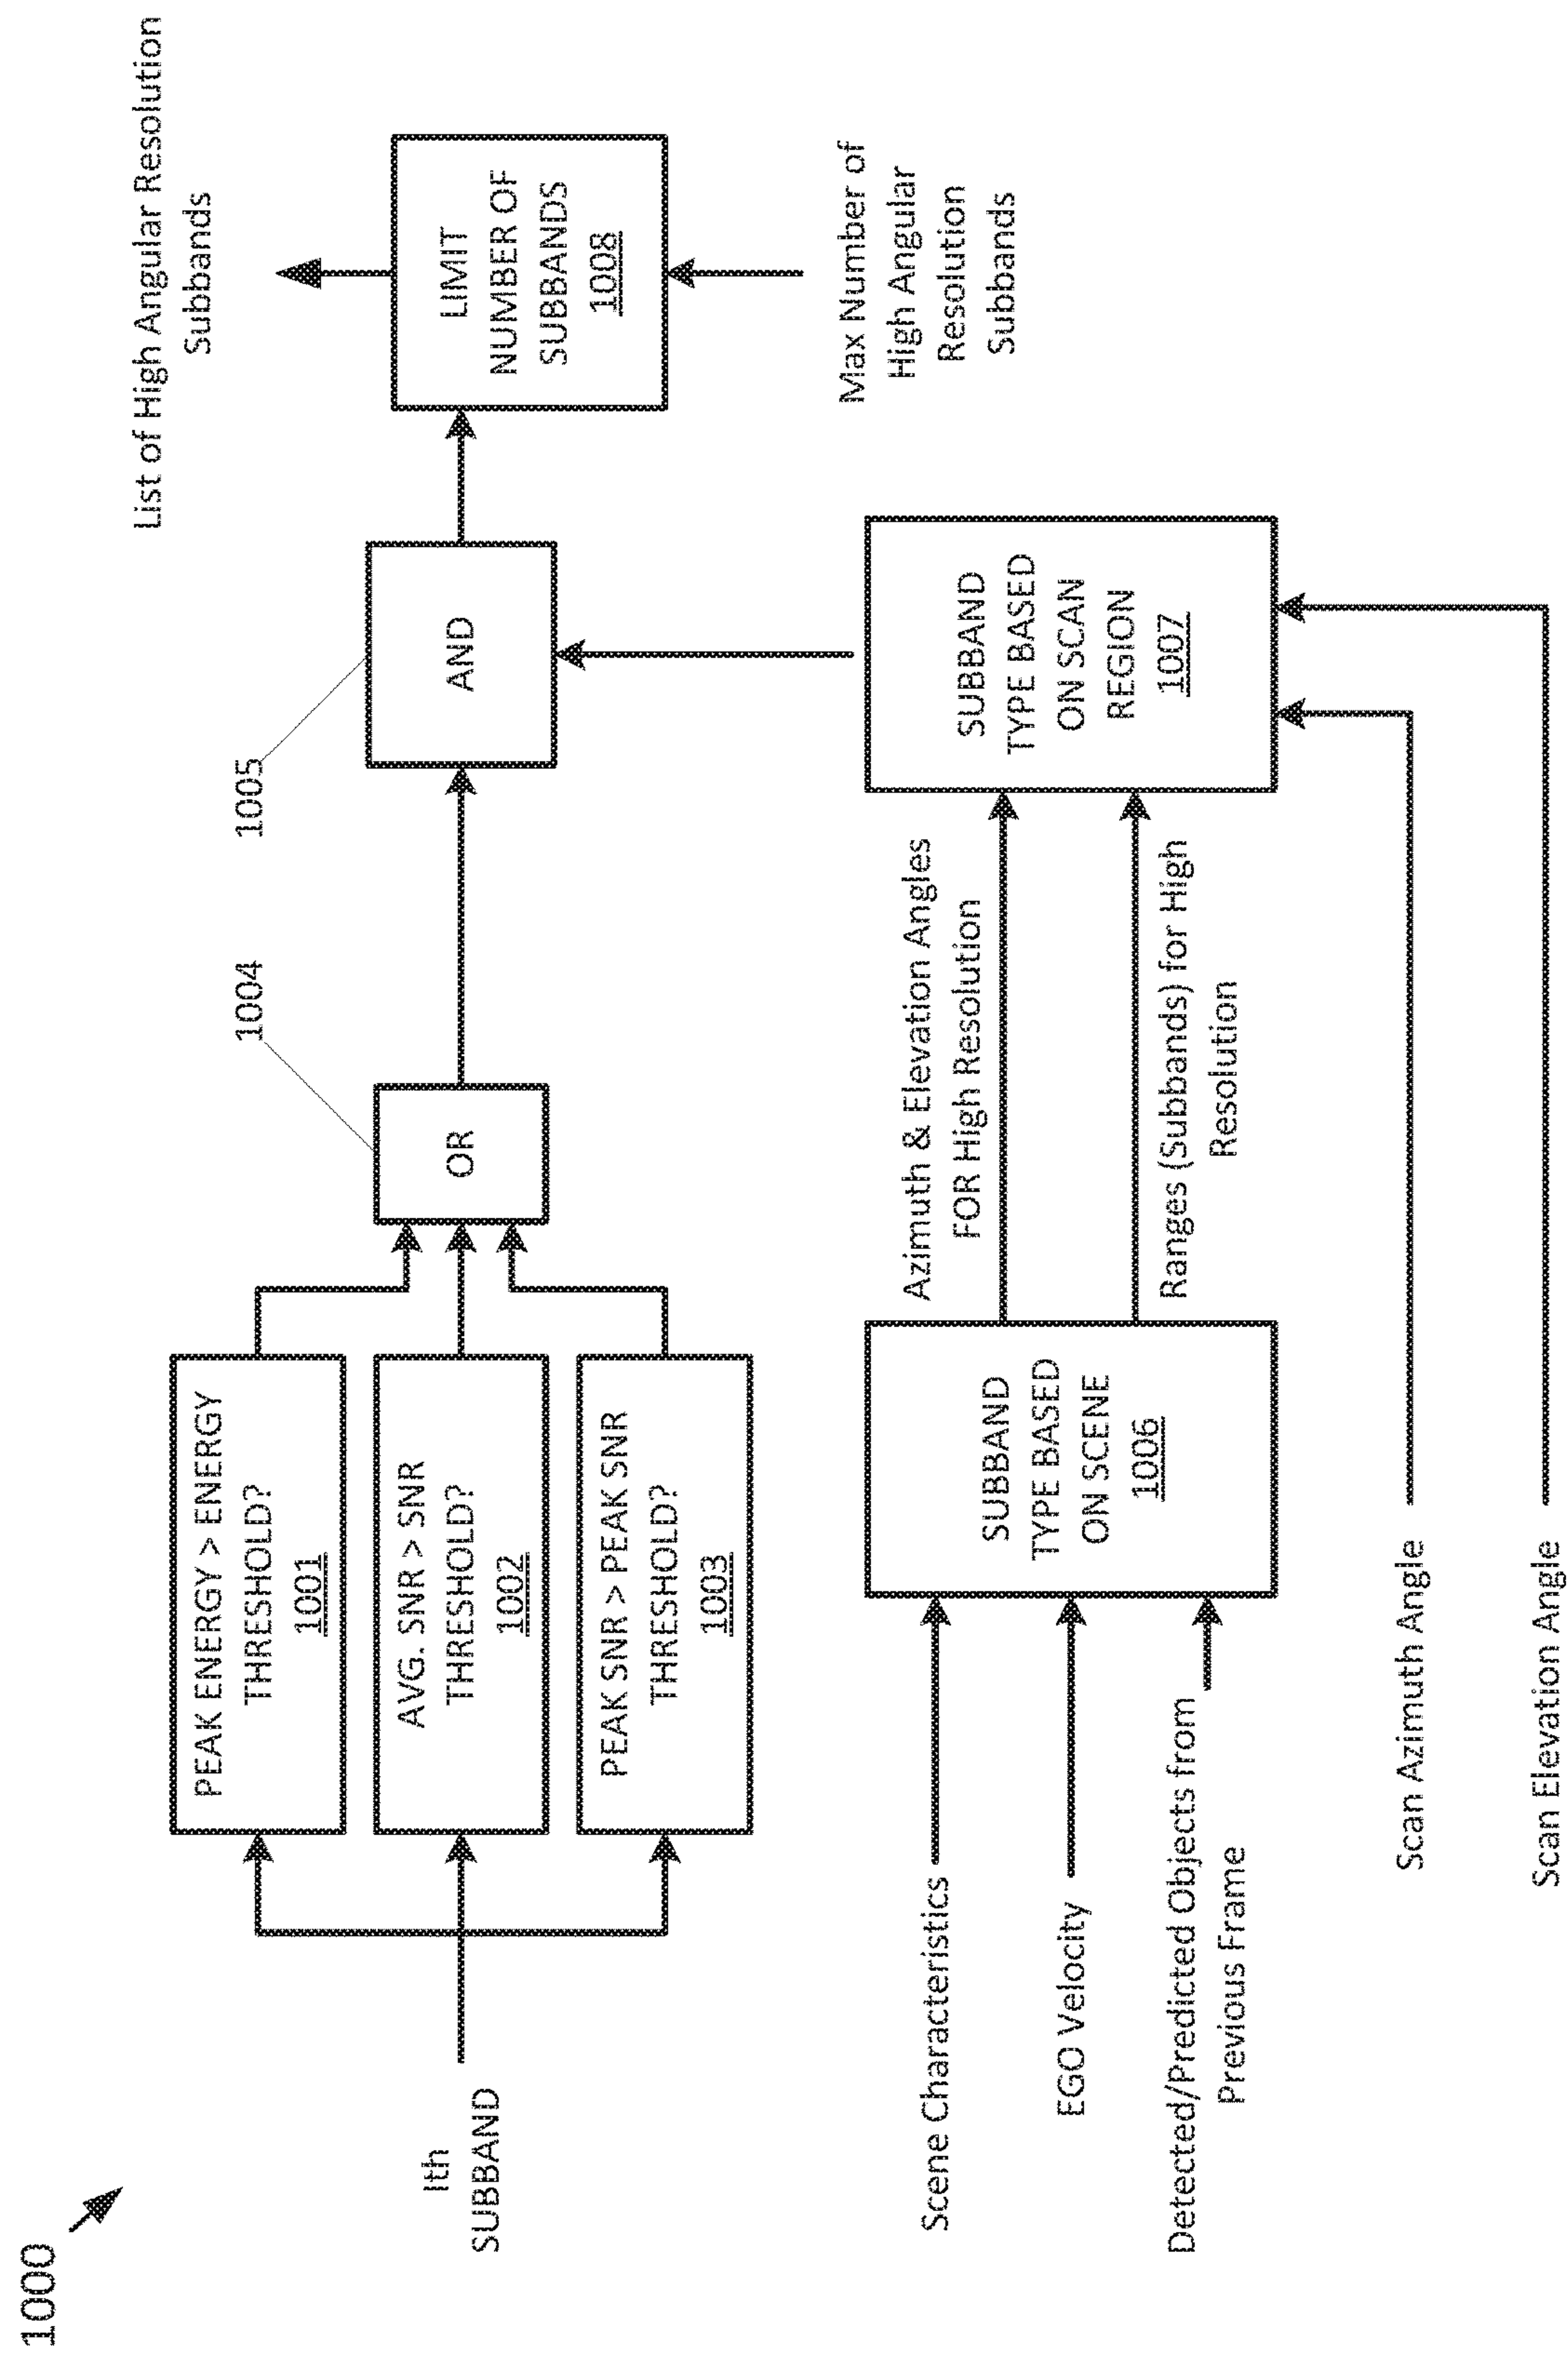 1000
Ith
SUBBAND
PEAK ENERGY > ENERGY
THRESHOLD?
1001
AVG. SNR > SNR
THRESHOLD?
1002
PEAK SNR > PEAK SNR
THRESHOLD?
1003
1004
OR
1005
AND
List of High Angular Resolution
Subbands
LIMIT
NUMBER OF
SUBBANDS
1008
Max Number of
High Angular
Resolution
Subbands
Scene Characteristics
EGO Velocity
Detected/Predicted Objects from
Previous Frame
SUBBAND
TYPE BASED
ON SCENE
1006
Azimuth & Elevation Angles
FOR High Resolution
Ranges (Subbands) for High
Resolution
SUBBAND
TYPE BASED
ON SCAN
REGION
1007
Scan Azimuth Angle
Scan Elevation Angle